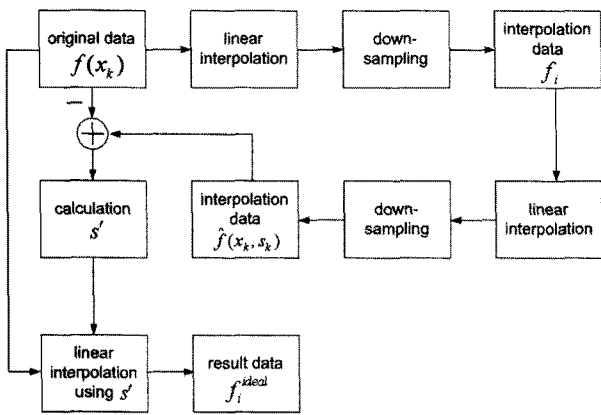 original data
f(x_k)
linear
interpolation
down-
sampling
interpolation
data
f_i
−
+
calculation
s'
interpolation
data
f̂(x_k, s_k)
down-
sampling
linear
interpolation
linear
interpolation
using s'
result data
f_i^{ideal}